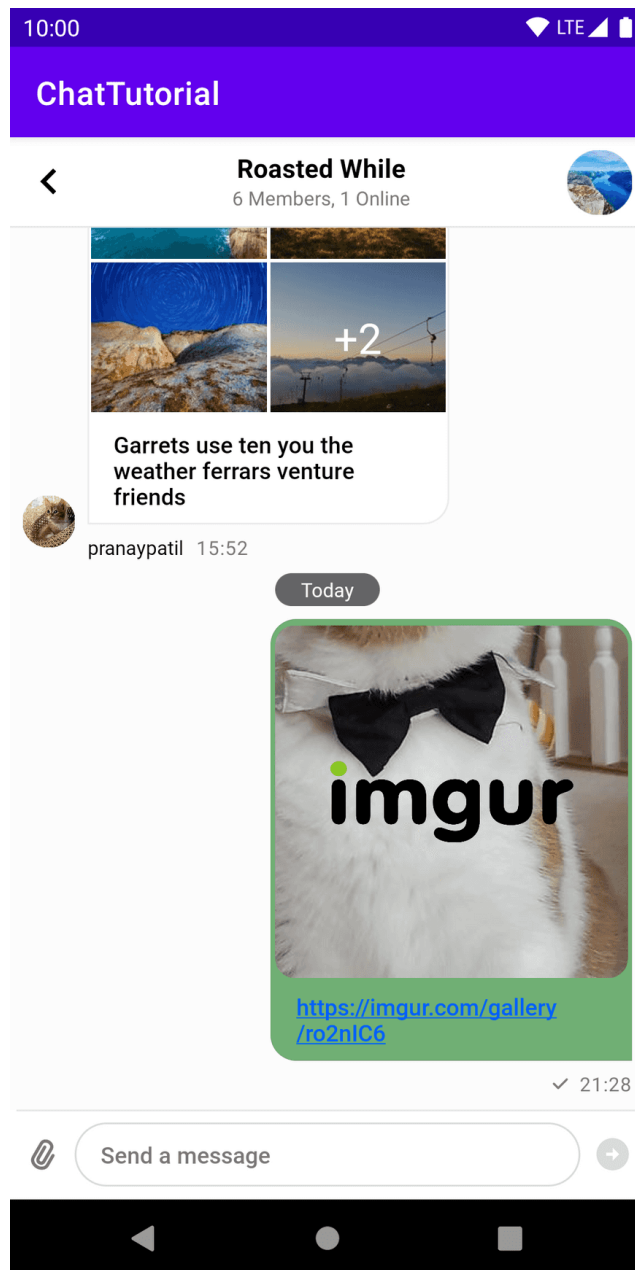 10:00 LTE
ChatTutorial
Roasted While
6 Members, 1 Online
+2
Garrets use ten you the
weather ferrars venture
friends
pranaypatil 15:52
Today
imgur
https://imgur.com/gallery
/ro2nIC6
21:28
Send a message